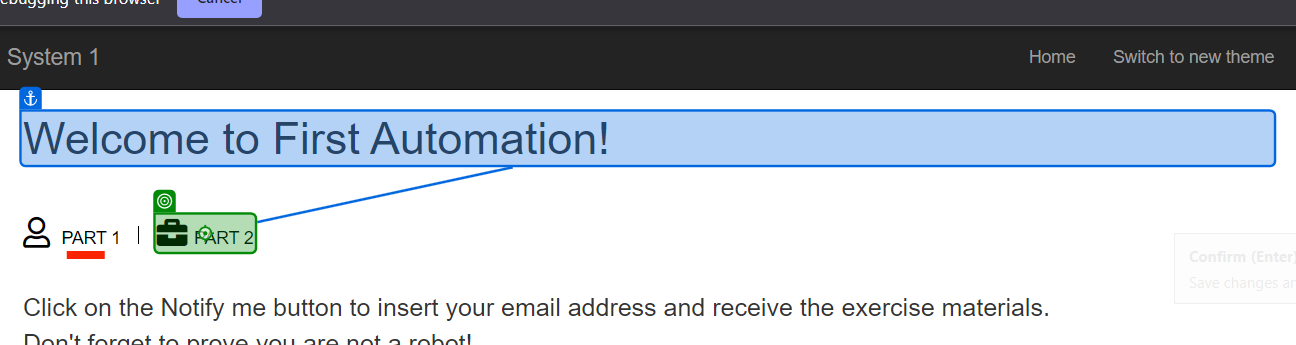 ebugging this browser Cancel
System 1 Home Switch to new theme
Welcome to First Automation!
PART 1 | PART 2
Confirm (Enter)
Save changes an
Click on the Notify me button to insert your email address and receive the exercise materials.
Don't forget to prove you are not a robot!